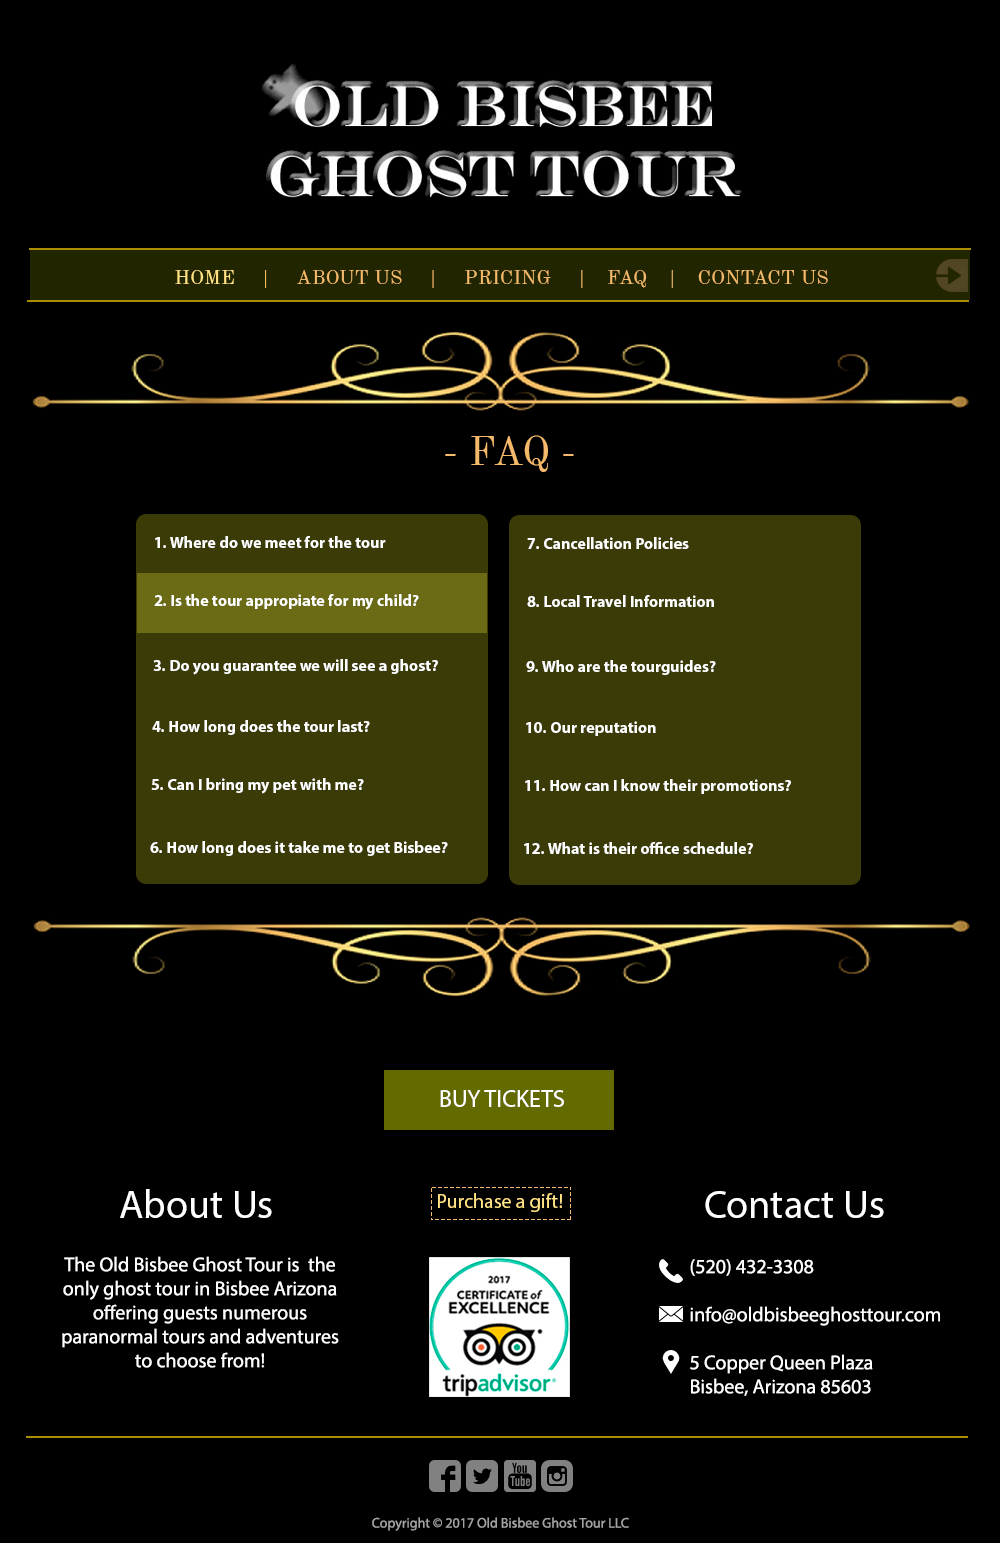 OLD BISBEE
GHOST TOUR
HOME | ABOUT US | PRICING | FAQ | CONTACT US
- FAQ -
1. Where do we meet for the tour
2. Is the tour appropiate for my child?
3. Do you guarantee we will see a ghost?
4. How long does the tour last?
5. Can I bring my pet with me?
6. How long does it take me to get Bisbee?
7. Cancellation Policies
8. Local Travel Information
9. Who are the tourguides?
10. Our reputation
11. How can I know their promotions?
12. What is their office schedule?
BUY TICKETS
About Us
The Old Bisbee Ghost Tour is the
only ghost tour in Bisbee Arizona
offering guests numerous
paranormal tours and adventures
to choose from!
Purchase a gift!
2017
CERTIFICATE of
EXCELLENCE
tripadvisor®
Contact Us
(520) 432-3308
info@oldbisbeeghosttour.com
5 Copper Queen Plaza
Bisbee, Arizona 85603
You
Tube
Copyright © 2017 Old Bisbee Ghost Tour LLC